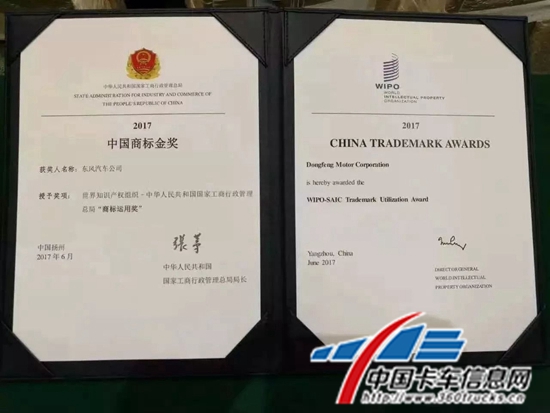 中华人民共和国国家工商行政管理总局
STATE ADMINISTRATION FOR INDUSTRY AND COMMERCE OF
THE PEOPLE'S REPUBLIC OF CHINA
2017
中国商标金奖
获奖人名称：东风汽车公司
授予奖项：世界知识产权组织-中华人民共和国国家工商行政管理
总局“商标运用奖”
中国扬州
2017 年 6 月
中华人民共和国
国家工商行政管理总局局长
WIPO
WORLD
INTELLECTUAL PROPERTY
ORGANIZATION
2017
CHINA TRADEMARK AWARDS
Dongfeng Motor Corporation
is hereby awarded the
WIPO-SAIC Trademark Utilization Award
Yangzhou, China
June 2017
DIRECTOR GENERAL
WORLD INTELLECTUAL
PROPERTY ORGANIZATION
中国卡车信息网
www.360trucks.cn